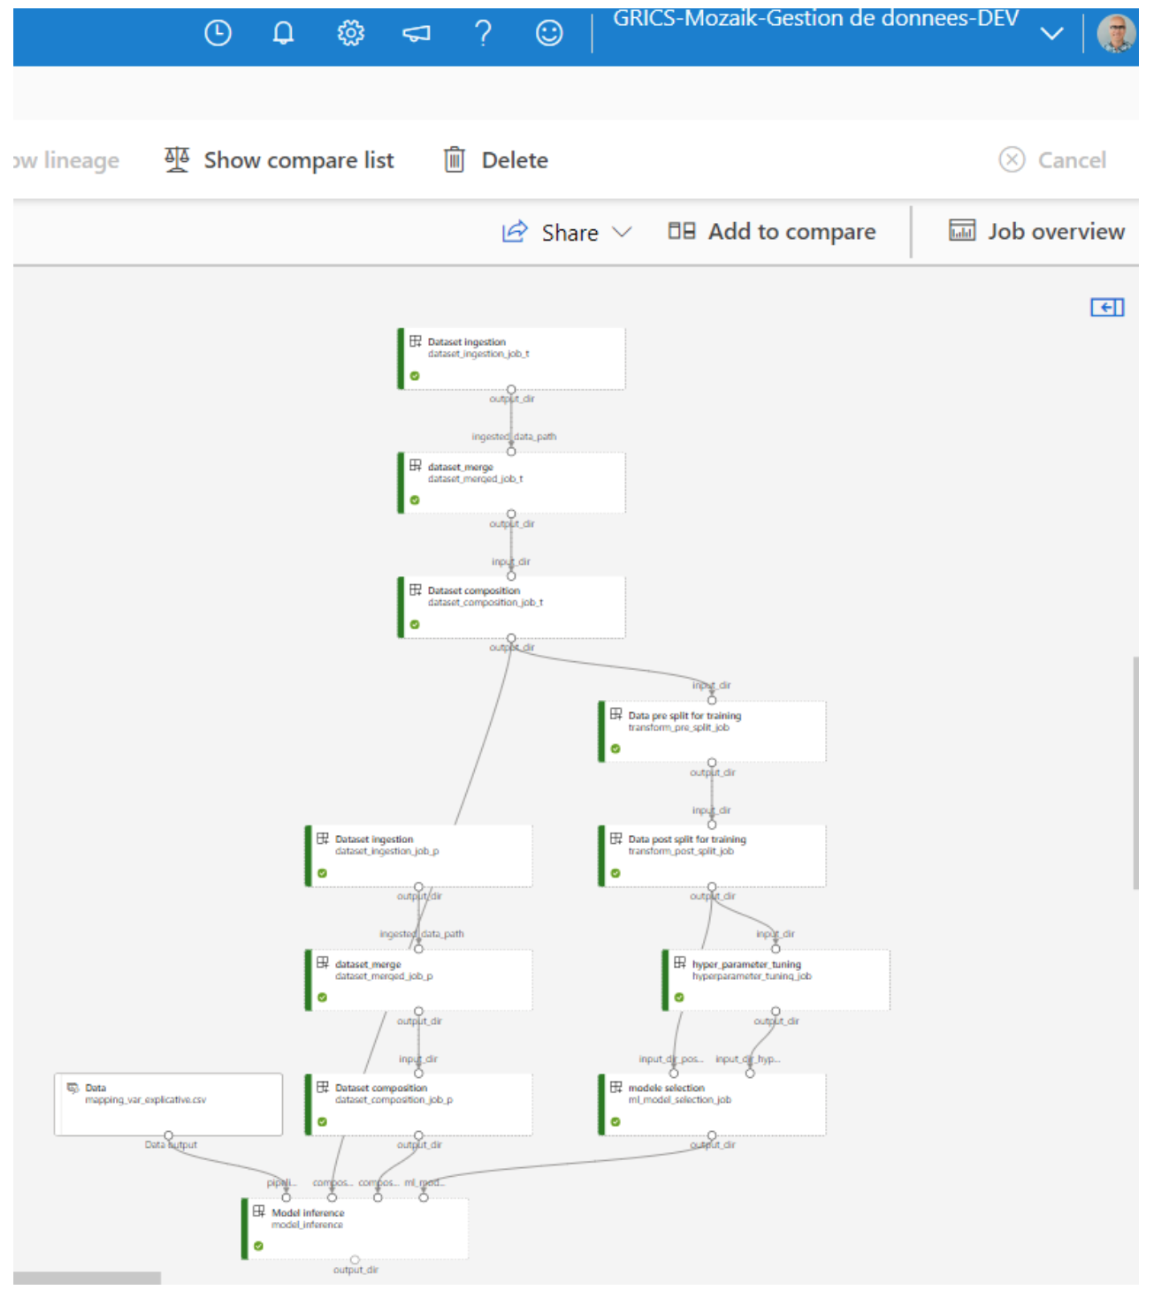 GRICS-Mozaik-Gestion de donnees-DEV
ow lineage
Show compare list
Delete
Cancel
Share
Add to compare
Job overview
Dataset ingestion
dataset_ingestion_job_t
output_dir
ingested_data_path
dataset_merge
dataset_merged_job_t
output_dir
input_dir
Dataset composition
dataset_composition_job_t
output_dir
input_dir
Data pre split for training
transform_pre_split_job
output_dir
input_dir
Dataset ingestion
dataset_ingestion_job_p
Data post split for training
transform_post_split_job
output_dir
output_dir
ingested_data_path
input_dir
dataset_merge
dataset_merged_job_p
hyper_parameter_tuning
hyperparameter_tuning_job
output_dir
output_dir
input_dir
input_dir_pos...
input_dir_hyp...
Data
mapping_var_explicative.csv
Dataset composition
dataset_composition_job_p
modele selection
ml_model_selection_job
Data output
output_dir
output_dir
pipeli...
compos...
compos...
ml_mod...
Model inference
model_inference
output_dir